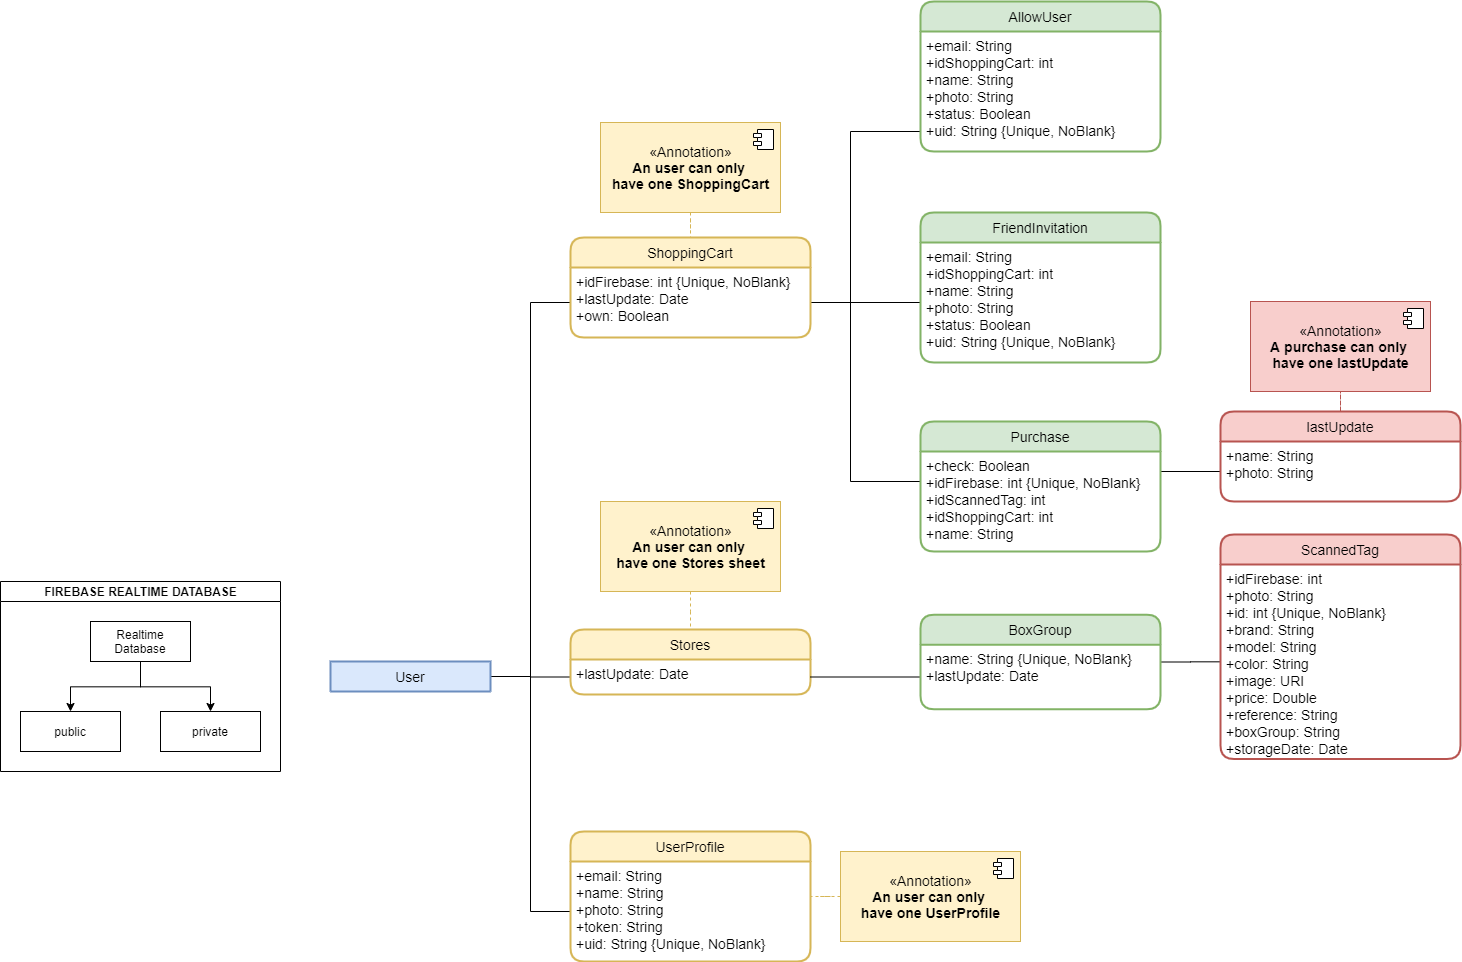 AllowUser
+email: String
+idShoppingCart: int
+name: String
+photo: String
+status: Boolean
+uid: String {Unique, NoBlank}
«Annotation»
An user can only
have one ShoppingCart
ShoppingCart
+idFirebase: int {Unique, NoBlank}
+lastUpdate: Date
+own: Boolean
FriendInvitation
+email: String
+idShoppingCart: int
+name: String
+photo: String
+status: Boolean
+uid: String {Unique, NoBlank}
«Annotation»
A purchase can only
have one lastUpdate
Purchase
+check: Boolean
+idFirebase: int {Unique, NoBlank}
+idScannedTag: int
+idShoppingCart: int
+name: String
lastUpdate
+name: String
+photo: String
«Annotation»
An user can only
have one Stores sheet
ScannedTag
+idFirebase: int
+photo: String
+id: int {Unique, NoBlank}
+brand: String
+model: String
+color: String
+image: URI
+price: Double
+reference: String
+boxGroup: String
+storageDate: Date
FIREBASE REALTIME DATABASE
Realtime
Database
public
private
User
Stores
+lastUpdate: Date
BoxGroup
+name: String {Unique, NoBlank}
+lastUpdate: Date
UserProfile
+email: String
+name: String
+photo: String
+token: String
+uid: String {Unique, NoBlank}
«Annotation»
An user can only
have one UserProfile